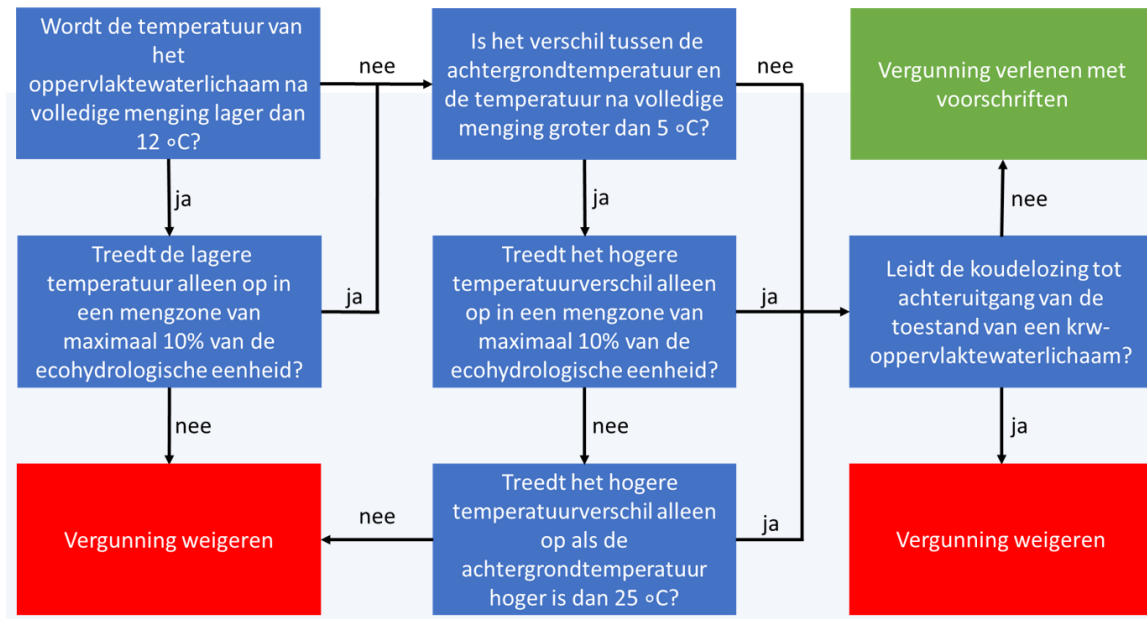 Wordt de temperatuur van
het
oppervlaktewaterlichaam na
volledige menging lager dan
12 ∘C?
nee
Is het verschil tussen de
achtergrondtemperatuur en
de temperatuur na volledige
menging groter dan 5 ∘C?
nee
Vergunning verlenen met
voorschriften
ja
ja
nee
Treedt de lagere
temperatuur alleen op in
een mengzone van
maximaal 10% van de
ecohydrologische eenheid?
ja
Treedt het hogere
temperatuurverschil alleen
op in een mengzone van
maximaal 10% van de
ecohydrologische eenheid?
ja
Leidt de koudelozing tot
achteruitgang van de
toestand van een krw-
oppervlaktewaterlichaam?
nee
nee
ja
Vergunning weigeren
nee
Treedt het hogere
temperatuurverschil alleen
op als de
achtergrondtemperatuur
hoger is dan 25 ∘C?
ja
Vergunning weigeren